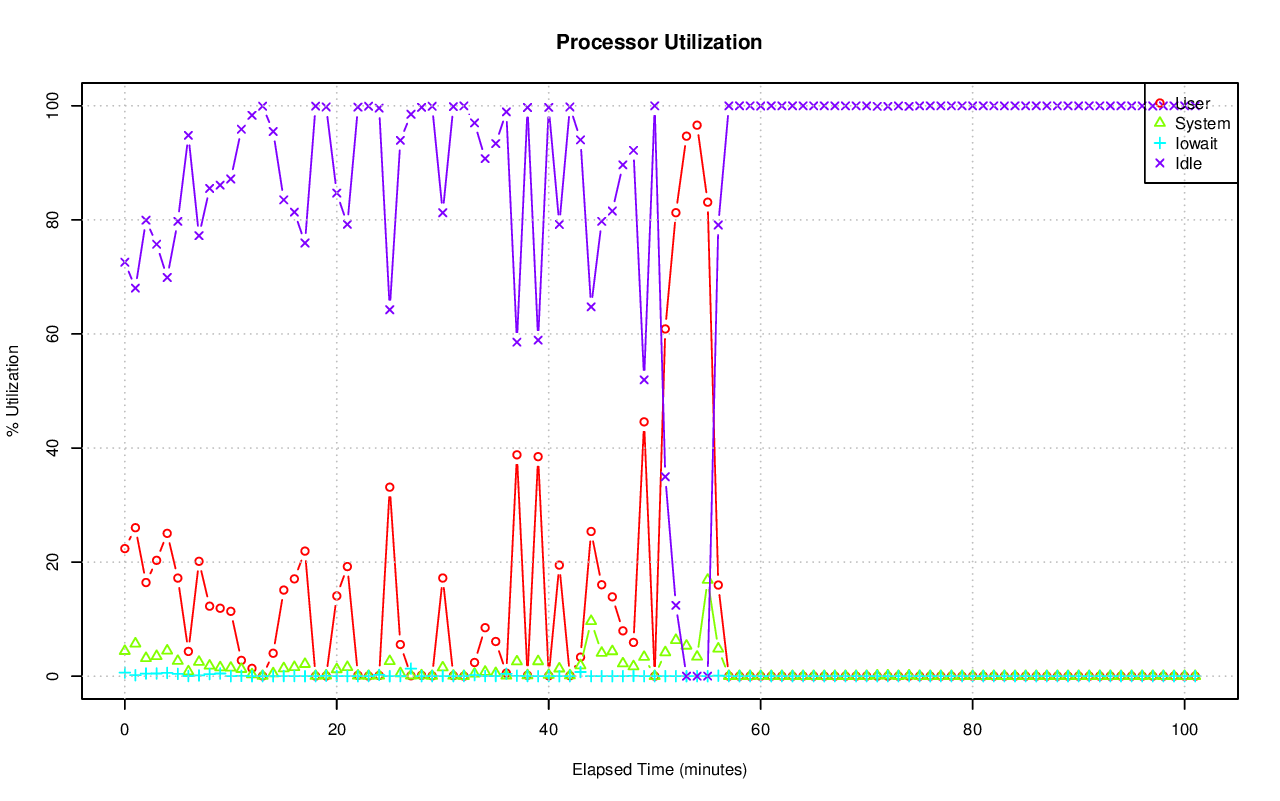 Processor Utilization
% Utilization
100
80
60
40
20
0
User
System
Iowait
Idle
0 20 40 60 80 100
Elapsed Time (minutes)